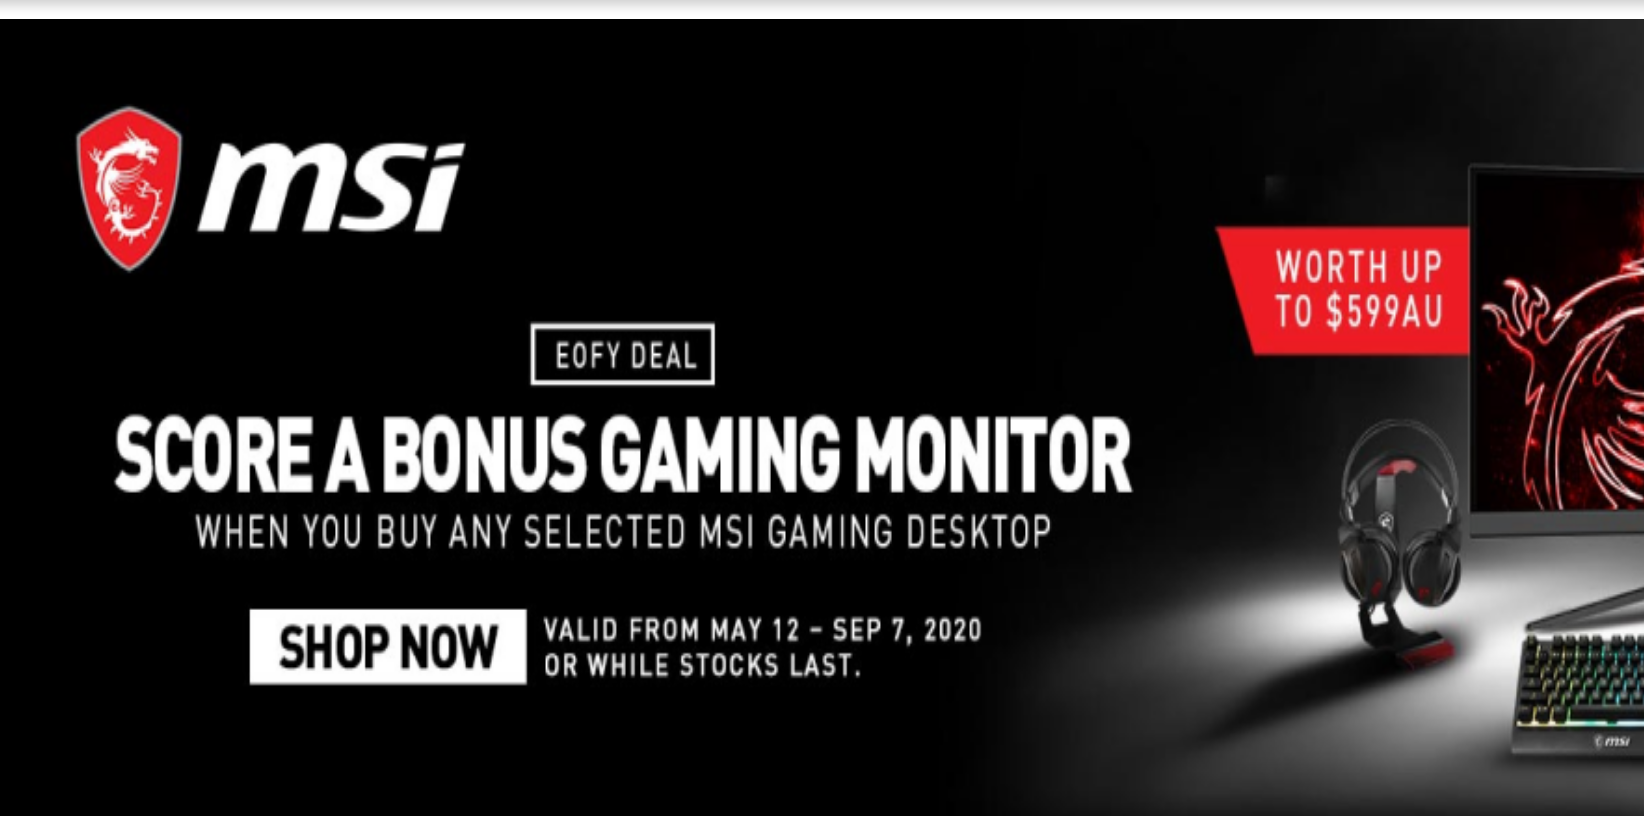 msi
EOFY DEAL
SCORE A BONUS GAMING MONITOR
WHEN YOU BUY ANY SELECTED MSI GAMING DESKTOP
SHOP NOW
VALID FROM MAY 12 – SEP 7, 2020
OR WHILE STOCKS LAST.
WORTH UP
TO $599AU
msi